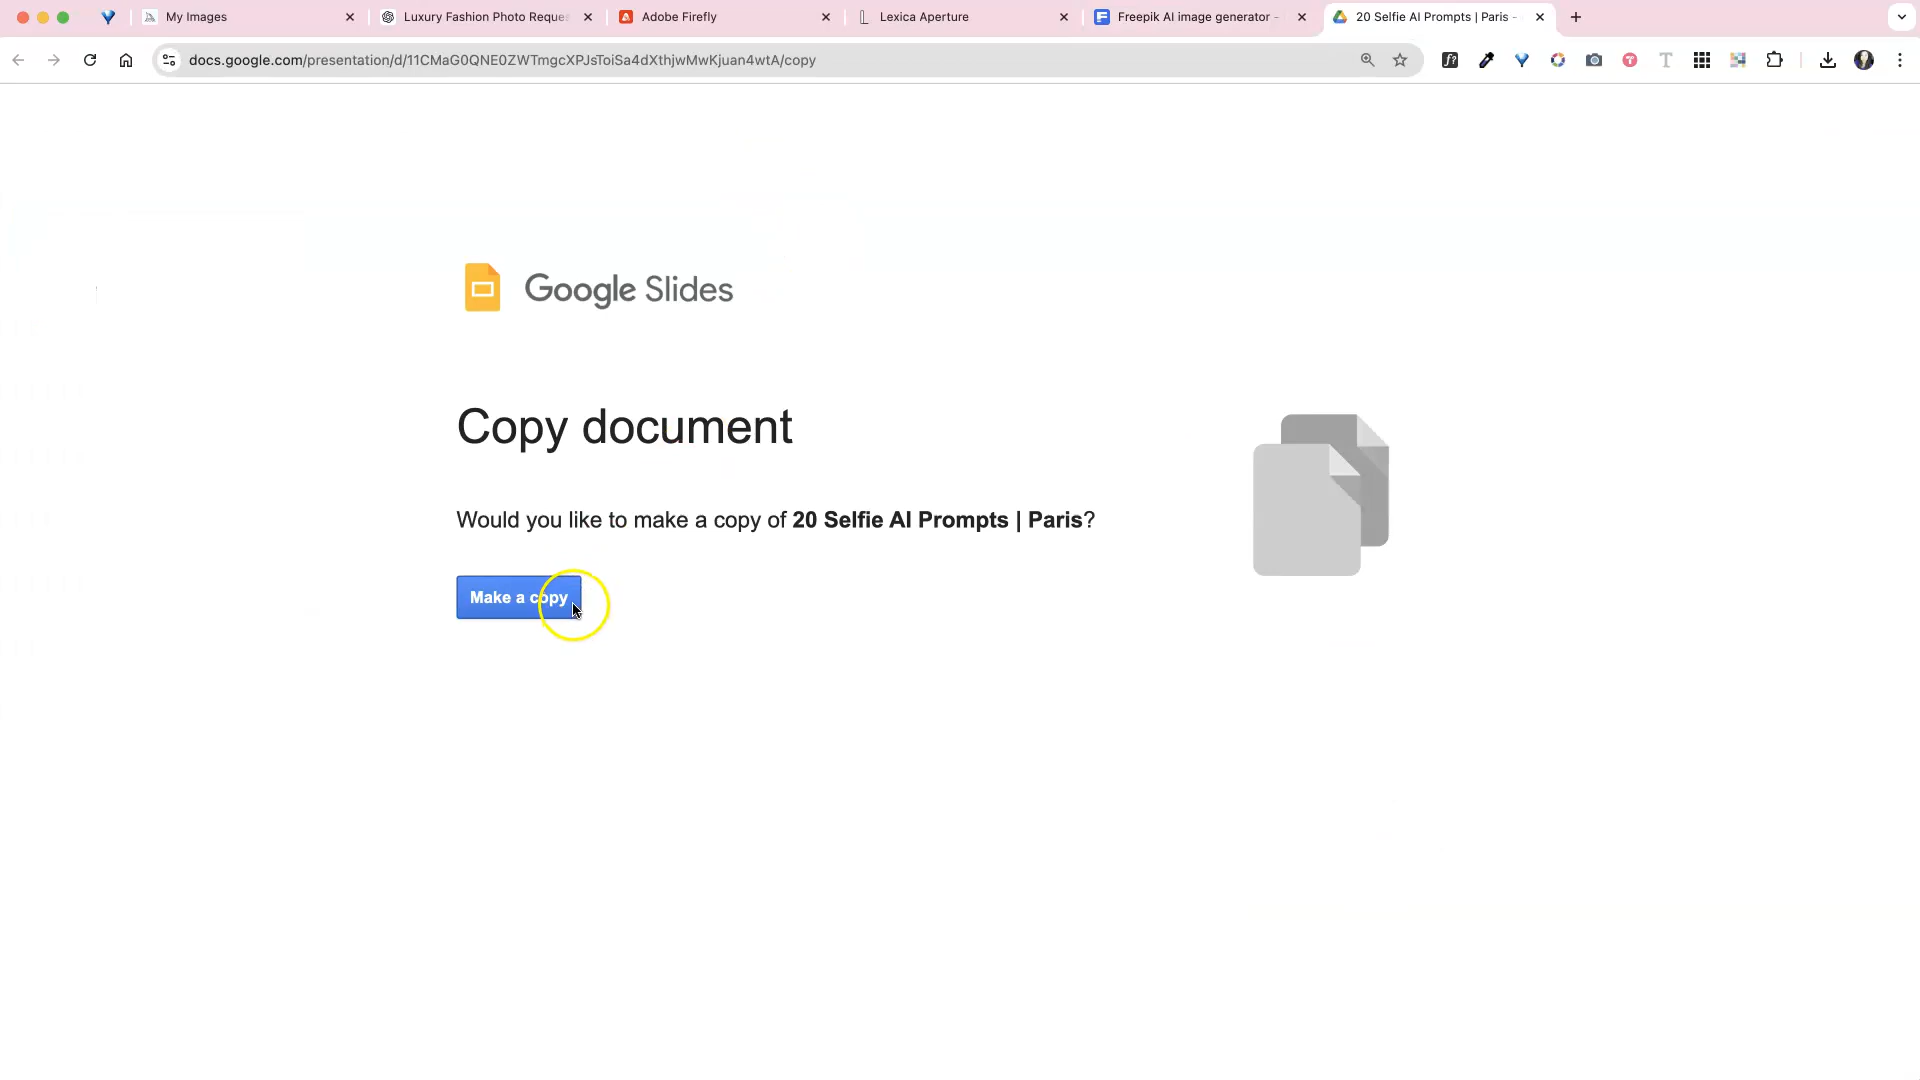 My Images
Luxury Fashion Photo Reques
Adobe Firefly
Lexica Aperture
Freepik AI image generator -
20 Selfie AI Prompts | Paris -
docs.google.com/presentation/d/11CMaG0QNE0ZWTmgcXPJsToiSa4dXthjwMwKjuan4wtA/copy
Google Slides
Copy document
Would you like to make a copy of 20 Selfie AI Prompts | Paris?
Make a copy